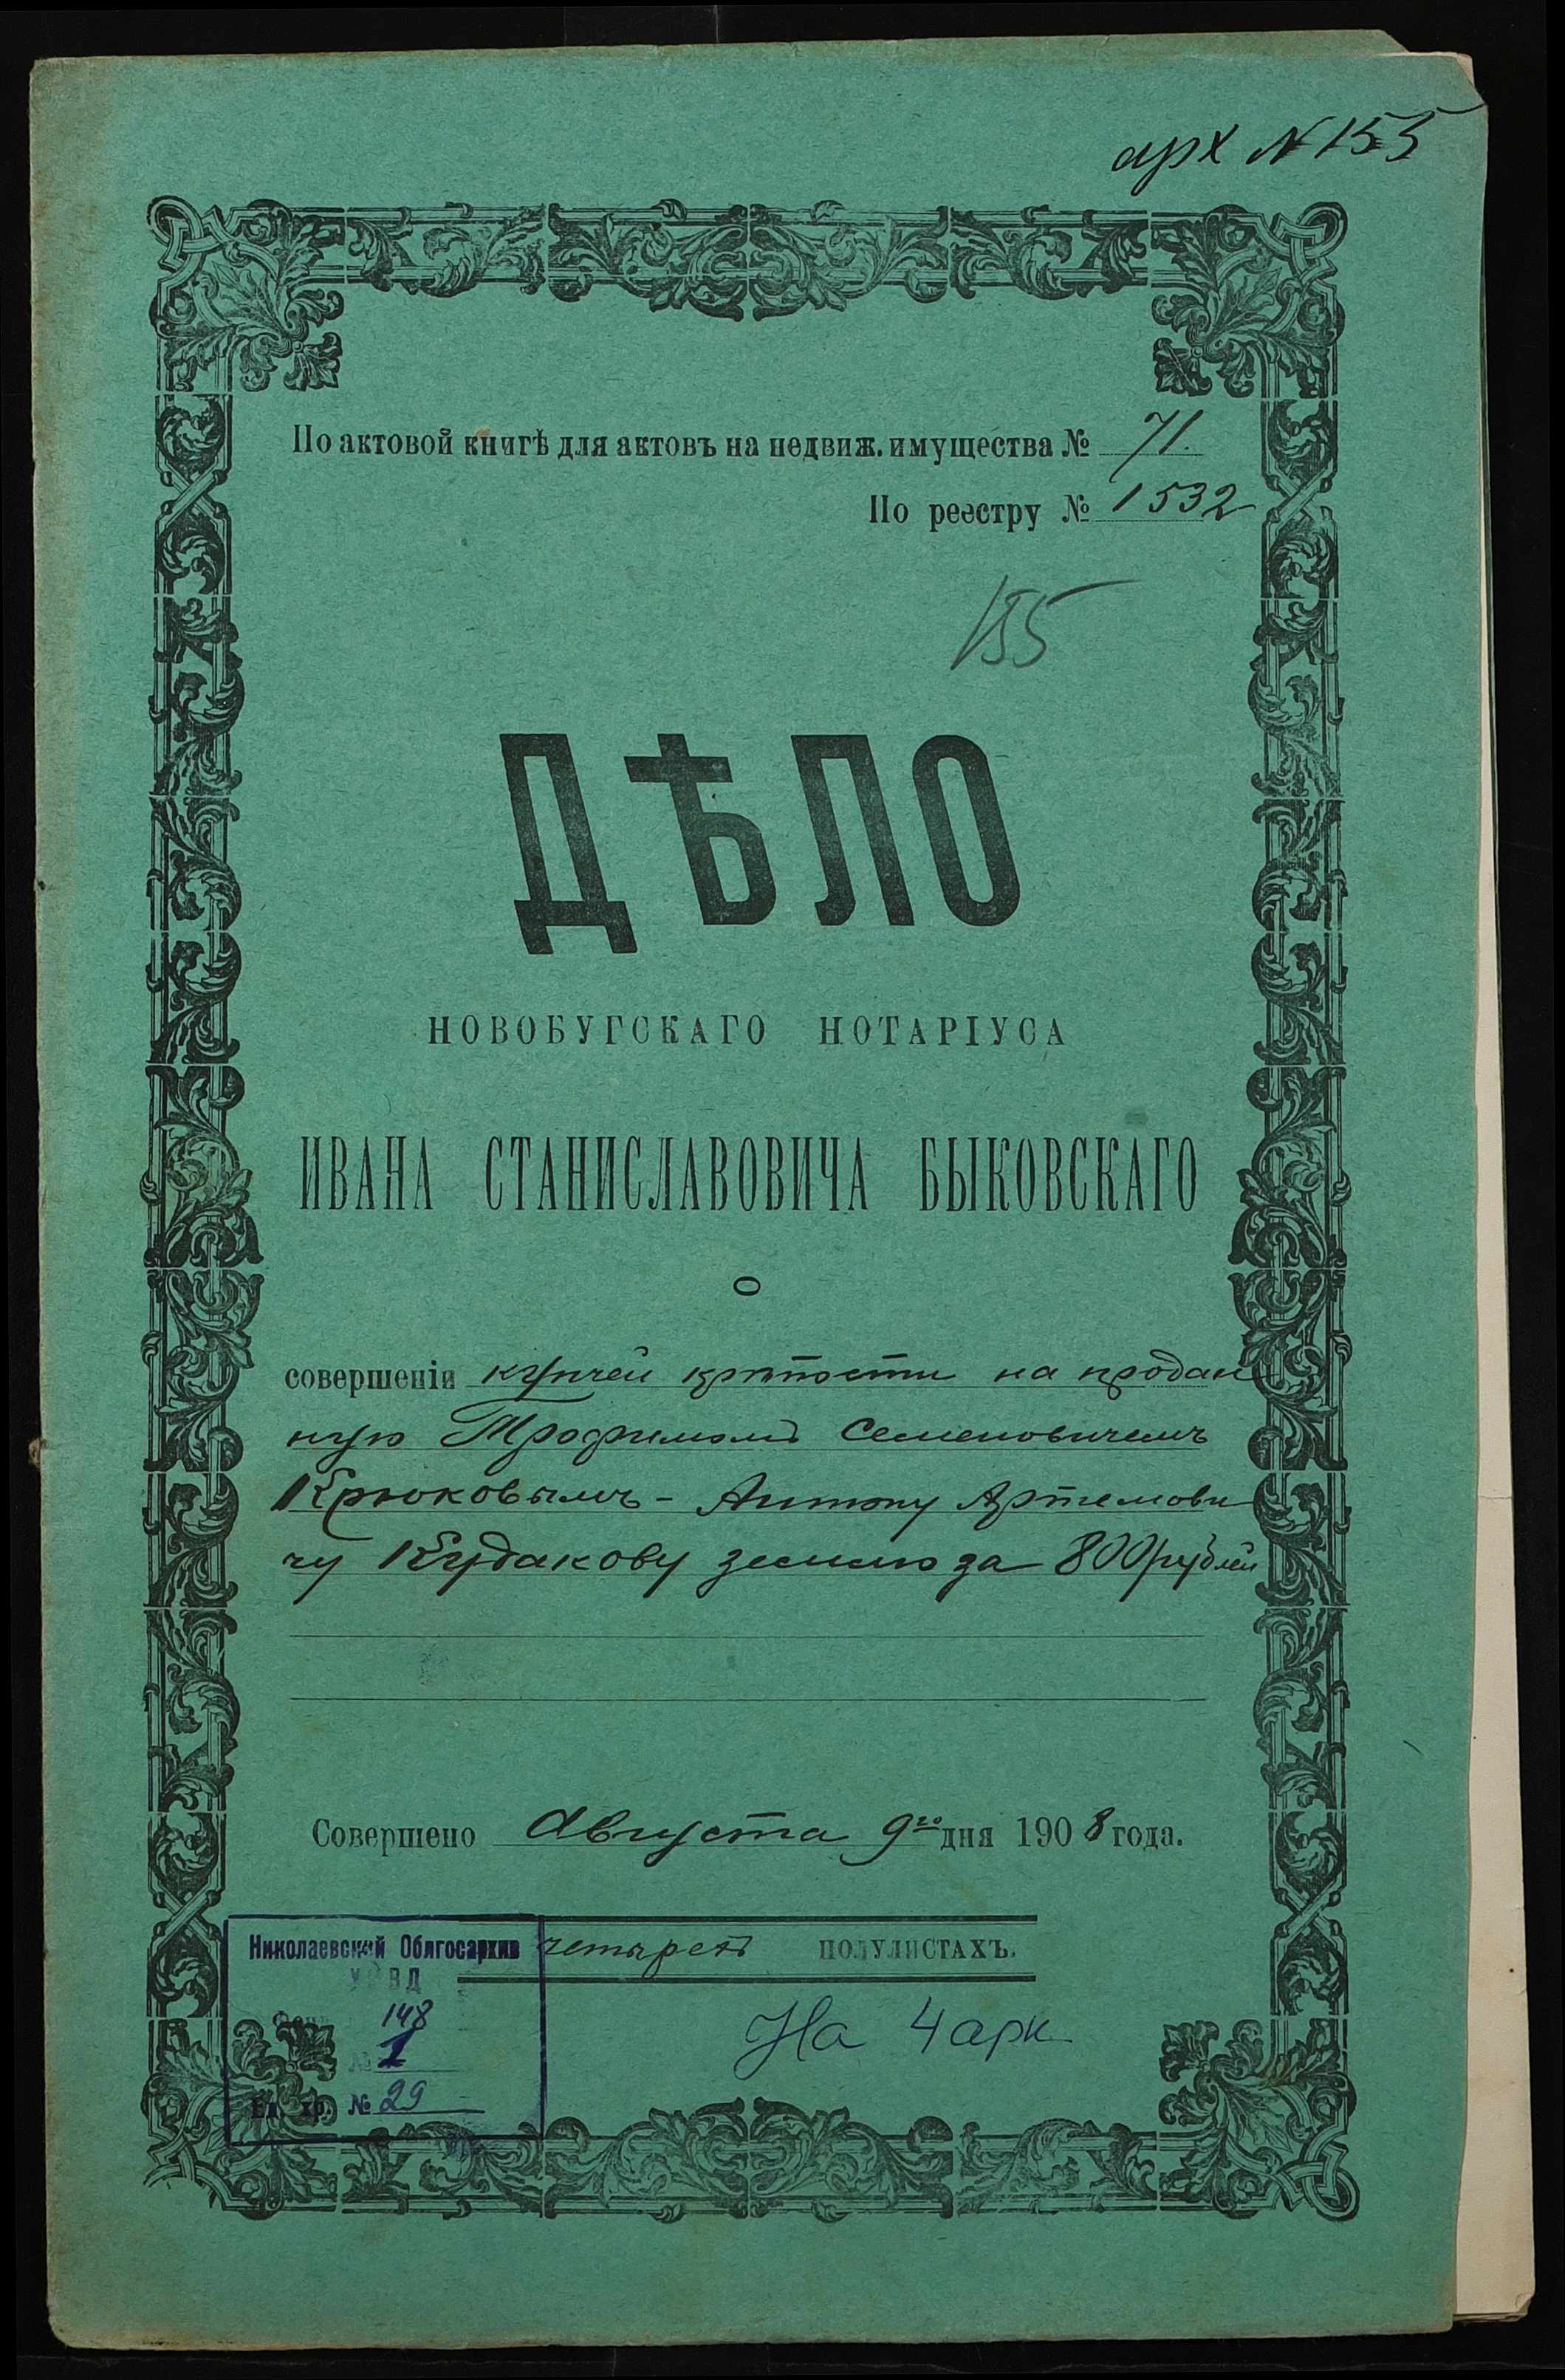 арх N 155
По актовой книгѣ для актовъ на недвиж. имущества № 71.
По реестру № 1532
155
ДѢЛО
НОВОБУГСКАГО НОТАРІУСА
ИВАНА СТАНИСЛАВОВИЧА БЫКОВСКАГО
о
совершеніи купчей крѣпости на продан
ную Трофимомъ Семеновичемъ
Крюковымъ - Антону Артемови
чу Кудакову землю за 800 рублей
Совершено Августа 9го дня 1908 года.
четырехъ ПОЛУЛИСТАХЪ.
Николаевский Облгосархив
УМВД
148
№ 1
Ед. хр. № 29
На 4 арк